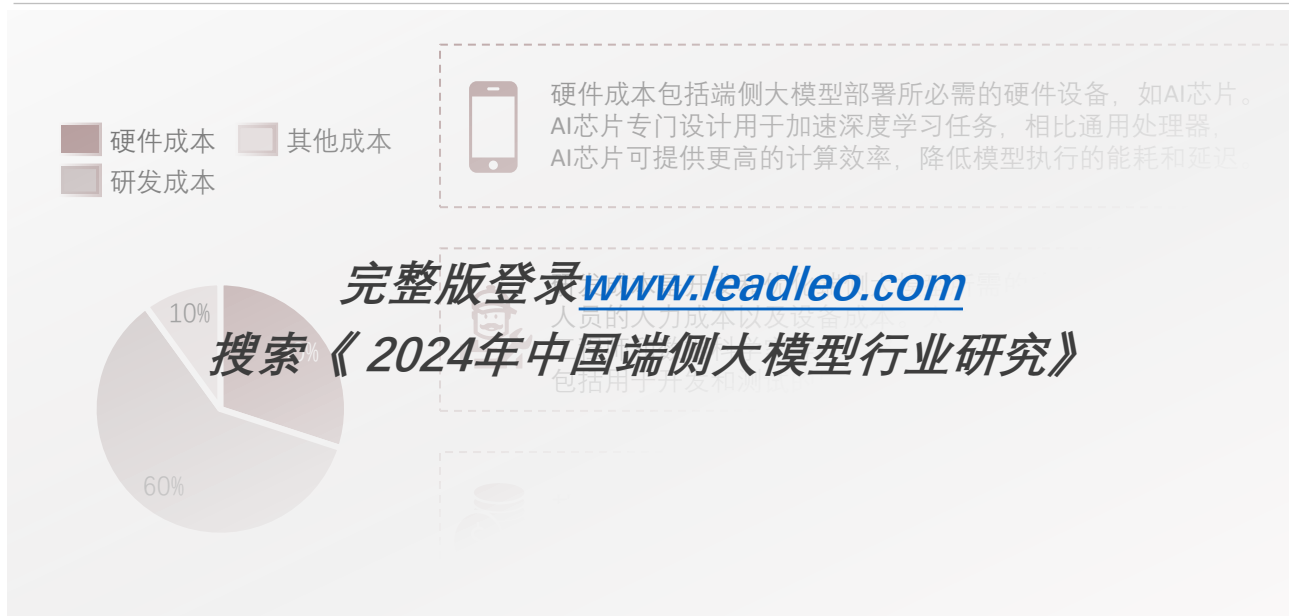 硬件成本 其他成本
研发成本
硬件成本包括端侧大模型部署所必需的硬件设备，如AI芯片。
AI芯片专门设计用于加速深度学习任务，相比通用处理器，
AI芯片可提供更高的计算效率，降低模型执行的能耗和延迟
完整版登录www.leadleo.com
人员的人力成本以及设备成本。
搜索《 2024年中国端侧大模型行业研究》
包括用于开发和测试
10%
60%